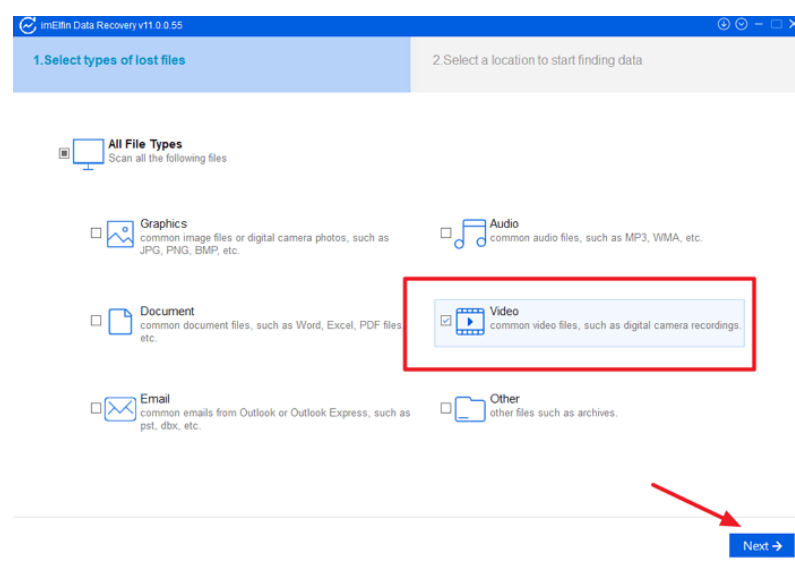 imElfin Data Recovery v11.0.0.55
1.Select types of lost files
2.Select a location to start finding data
All File Types
Scan all the following files
Graphics
common image files or digital camera photos, such as
JPG, PNG, BMP, etc.
Audio
common audio files, such as MP3, WMA, etc.
Document
common document files, such as Word, Excel, PDF files,
etc.
Video
common video files, such as digital camera recordings.
Email
common emails from Outlook or Outlook Express, such as
pst, dbx, etc.
Other
other files such as archives.
Next →